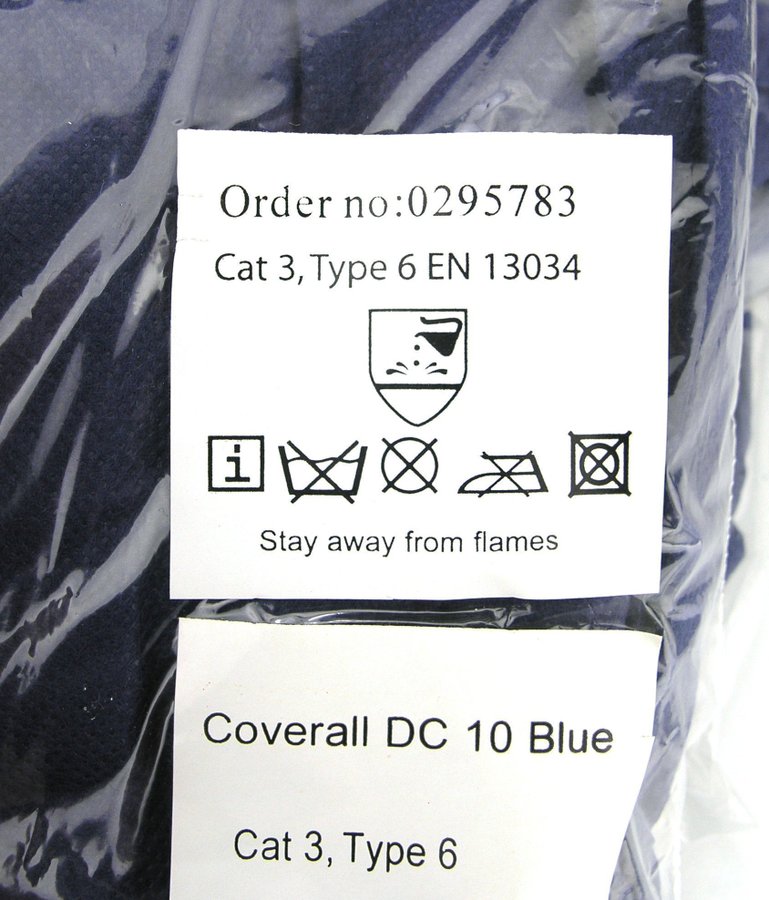 Order no:0295783
Cat 3, Type 6 EN 13034
i
Stay away from flames
Coverall DC 10 Blue
Cat 3, Type 6